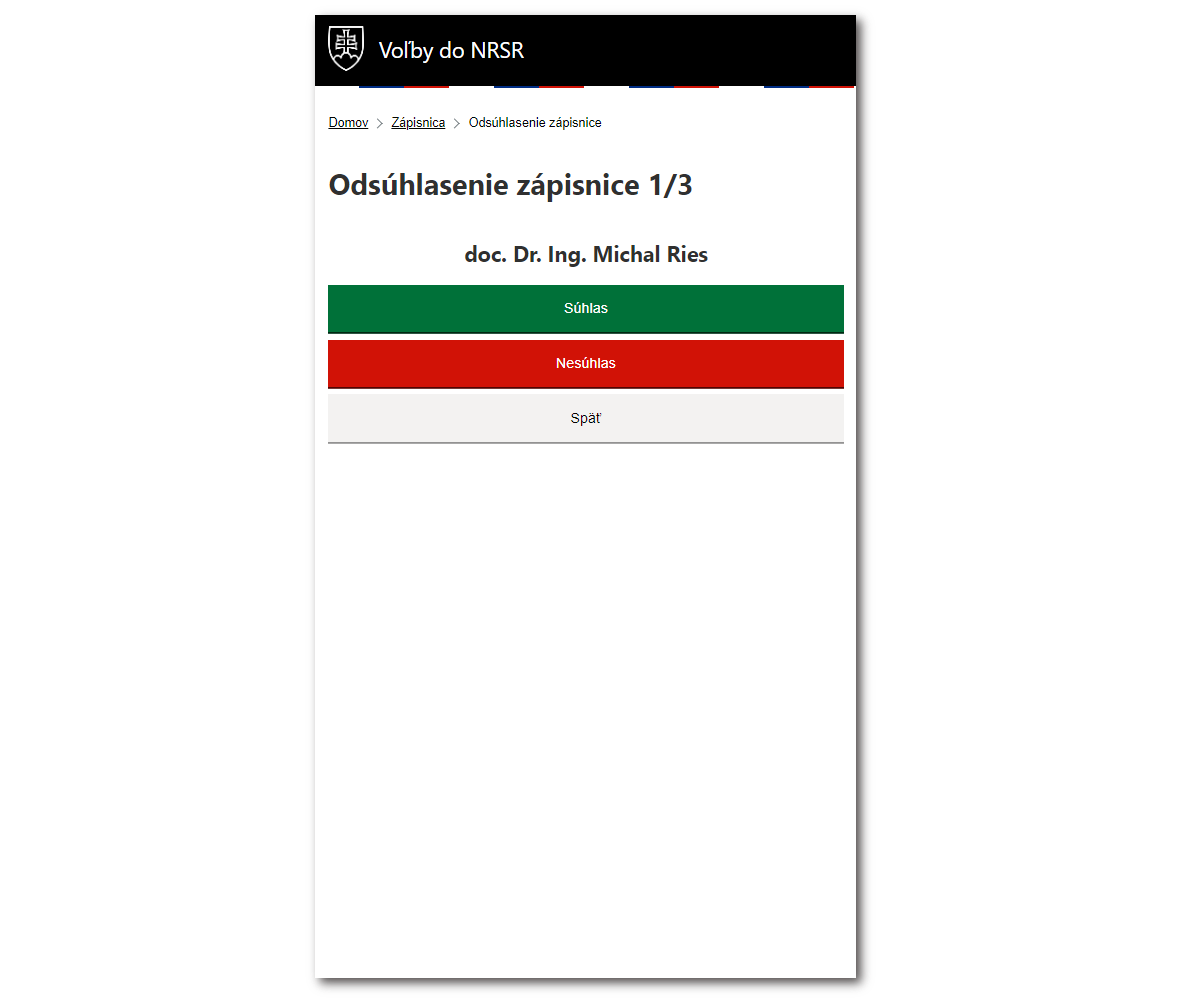 Voľby do NRSR
Domov > Zápisnica > Odsúhlasenie zápisnice
Odsúhlasenie zápisnice 1/3
doc. Dr. Ing. Michal Ries
Súhlas
Nesúhlas
Späť